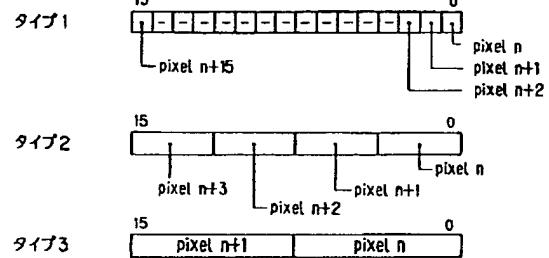 15 0
タイプ1
pixel n
pixel n+1
pixel n+15
pixel n+2
15 0
タイプ2
pixel n
pixel n+3
pixel n+1
pixel n+2
15 0
タイプ3 pixel n+1 pixel n